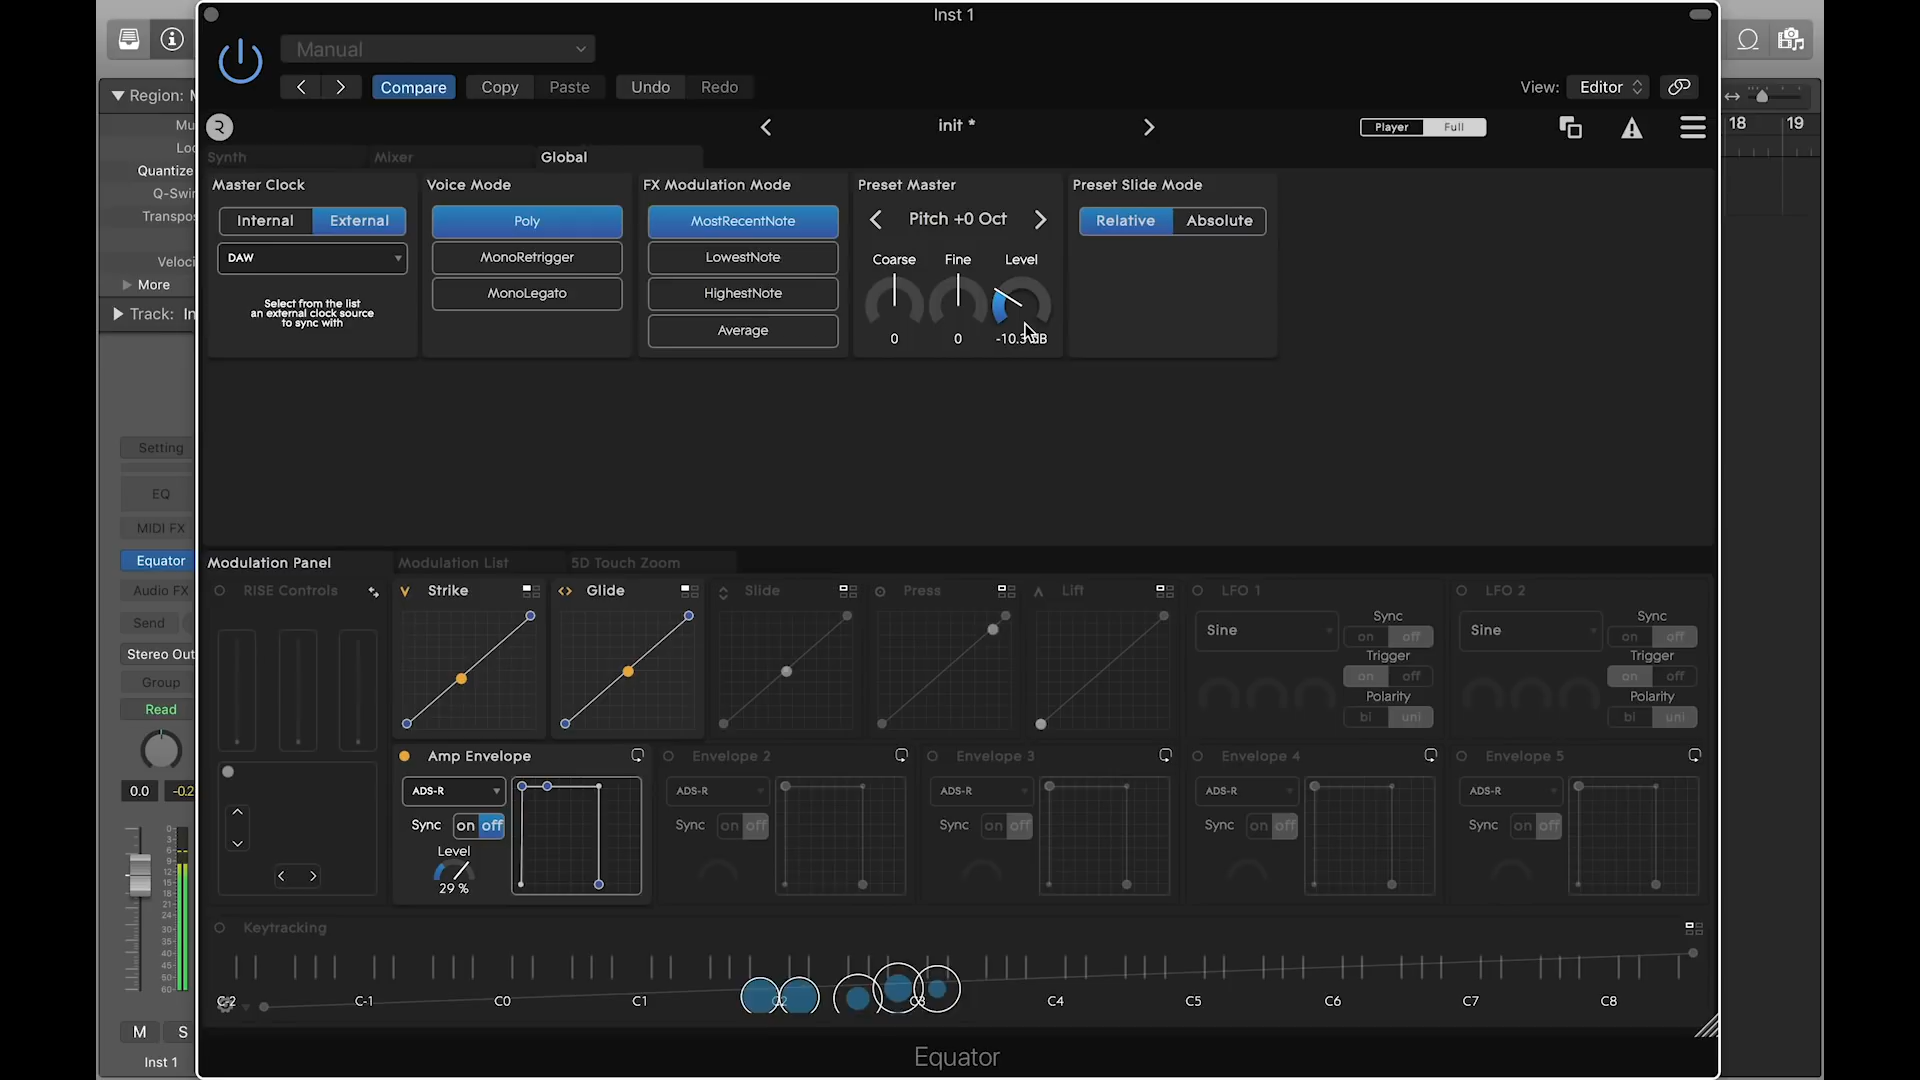 Inst 1
Manual
Compare
Copy
Paste
Undo
Redo
View:
Editor
Region:
init *
Player
Full
18
19
Synth
Mixer
Global
Quantize
Q-Swin
Transpos
Veloci
More
Track:
Master Clock
Internal
External
DAW
Select from the list
an external clock source
to sync with
Voice Mode
Poly
MonoRetrigger
MonoLegato
FX Modulation Mode
MostRecentNote
LowestNote
HighestNote
Average
Preset Master
Pitch +0 Oct
Coarse
Fine
Level
0
0
Preset Slide Mode
Relative
Absolute
Setting
EQ
MIDI FX
Equator
Audio FX
Send
Stereo Out
Group
Read
0.0
-0.2
M
S
Inst 1
Modulation Panel
Modulation List
5D Touch Zoom
RISE Controls
Strike
Glide
Slide
Press
Lift
LFO 1
Sine
Sync
on
off
Trigger
on
off
Polarity
bi
uni
LFO 2
Sine
Sync
on
off
Trigger
on
off
Polarity
bi
uni
Amp Envelope
ADS-R
Sync
on
off
Level
29 %
Envelope 2
ADS-R
Sync
on
off
Envelope 3
ADS-R
Sync
on
off
Envelope 4
ADS-R
Sync
on
off
Envelope 5
ADS-R
Sync
on
off
Keytracking
C-2
C-1
C0
C1
C2
C3
C4
C5
C6
C7
C8
Equator